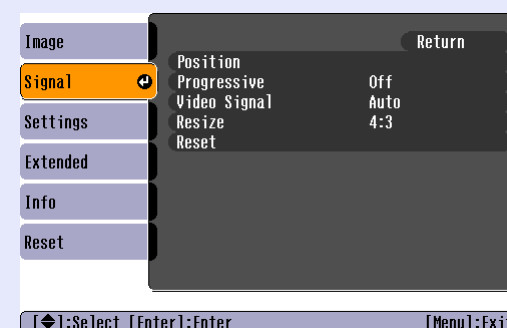 Image
Signal
Settings
Extended
Info
Reset
Return
Position
Progressive Off
Video Signal Auto
Resize 4:3
Reset
[◆]:Select [Enter]:Enter [Menu]:Exit